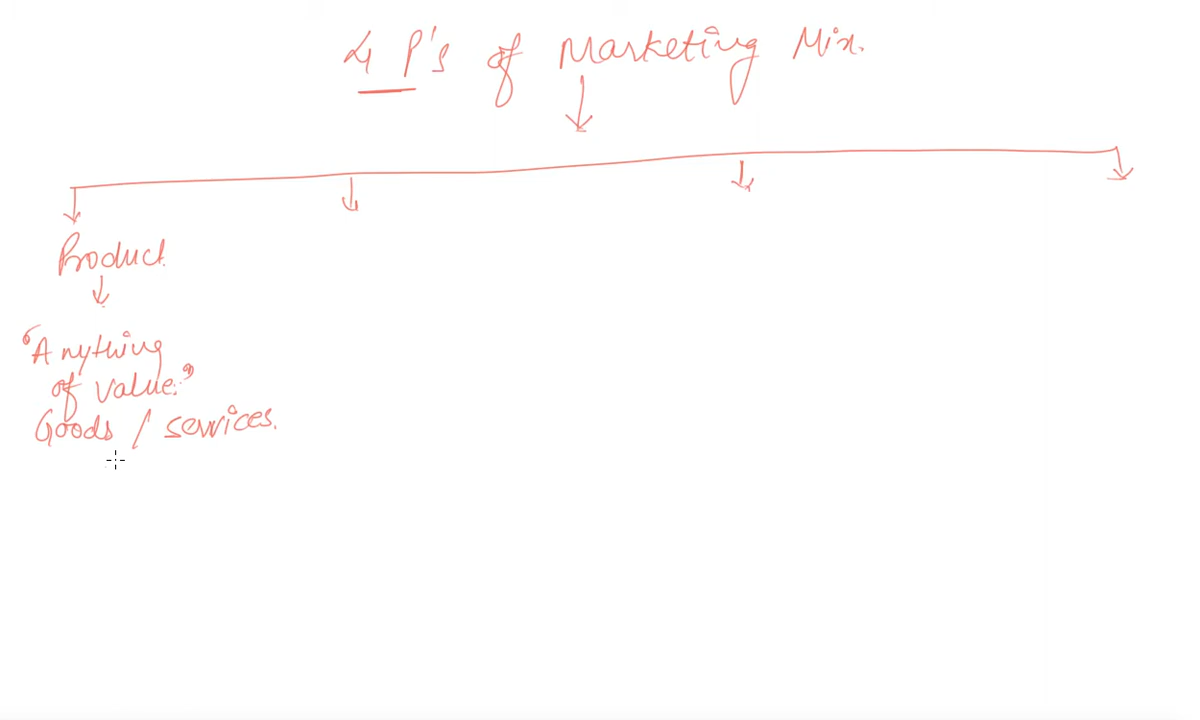 4 P's of Marketing Mix.
Product.
"Anything
of value."
Goods / services.